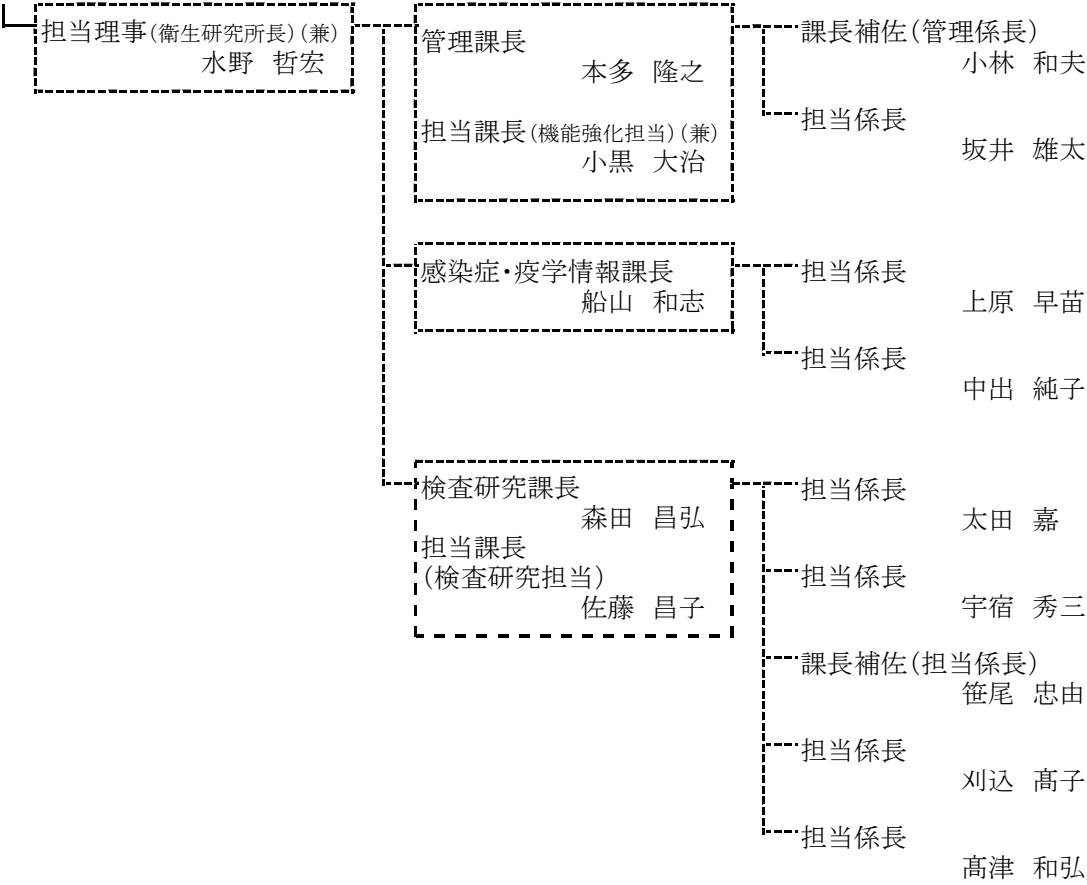 担当理事(衛生研究所長)(兼)
水野 哲宏
管理課長
本多 隆之
担当課長(機能強化担当)(兼)
小黒 大治
課長補佐(管理係長)
小林 和夫
担当係長
坂井 雄太
感染症・疫学情報課長
船山 和志
担当係長
上原 早苗
担当係長
中出 純子
検査研究課長
森田 昌弘
担当課長
(検査研究担当)
佐藤 昌子
担当係長
太田 嘉
担当係長
宇宿 秀三
課長補佐(担当係長)
笹尾 忠由
担当係長
刈込 髙子
担当係長
髙津 和弘